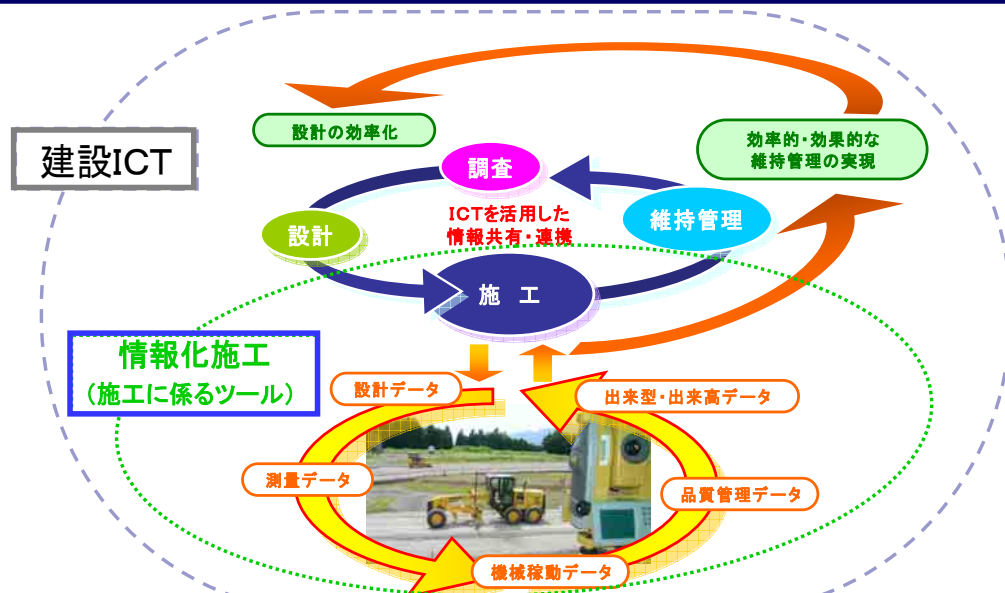 建設ICT
設計の効率化
効率的・効果的な
維持管理の実現
調査
ICTを活用した
情報共有・連携
設計
維持管理
施 工
情報化施工
(施工に係るツール)
設計データ
出来型・出来高データ
測量データ
品質管理データ
機械稼動データ